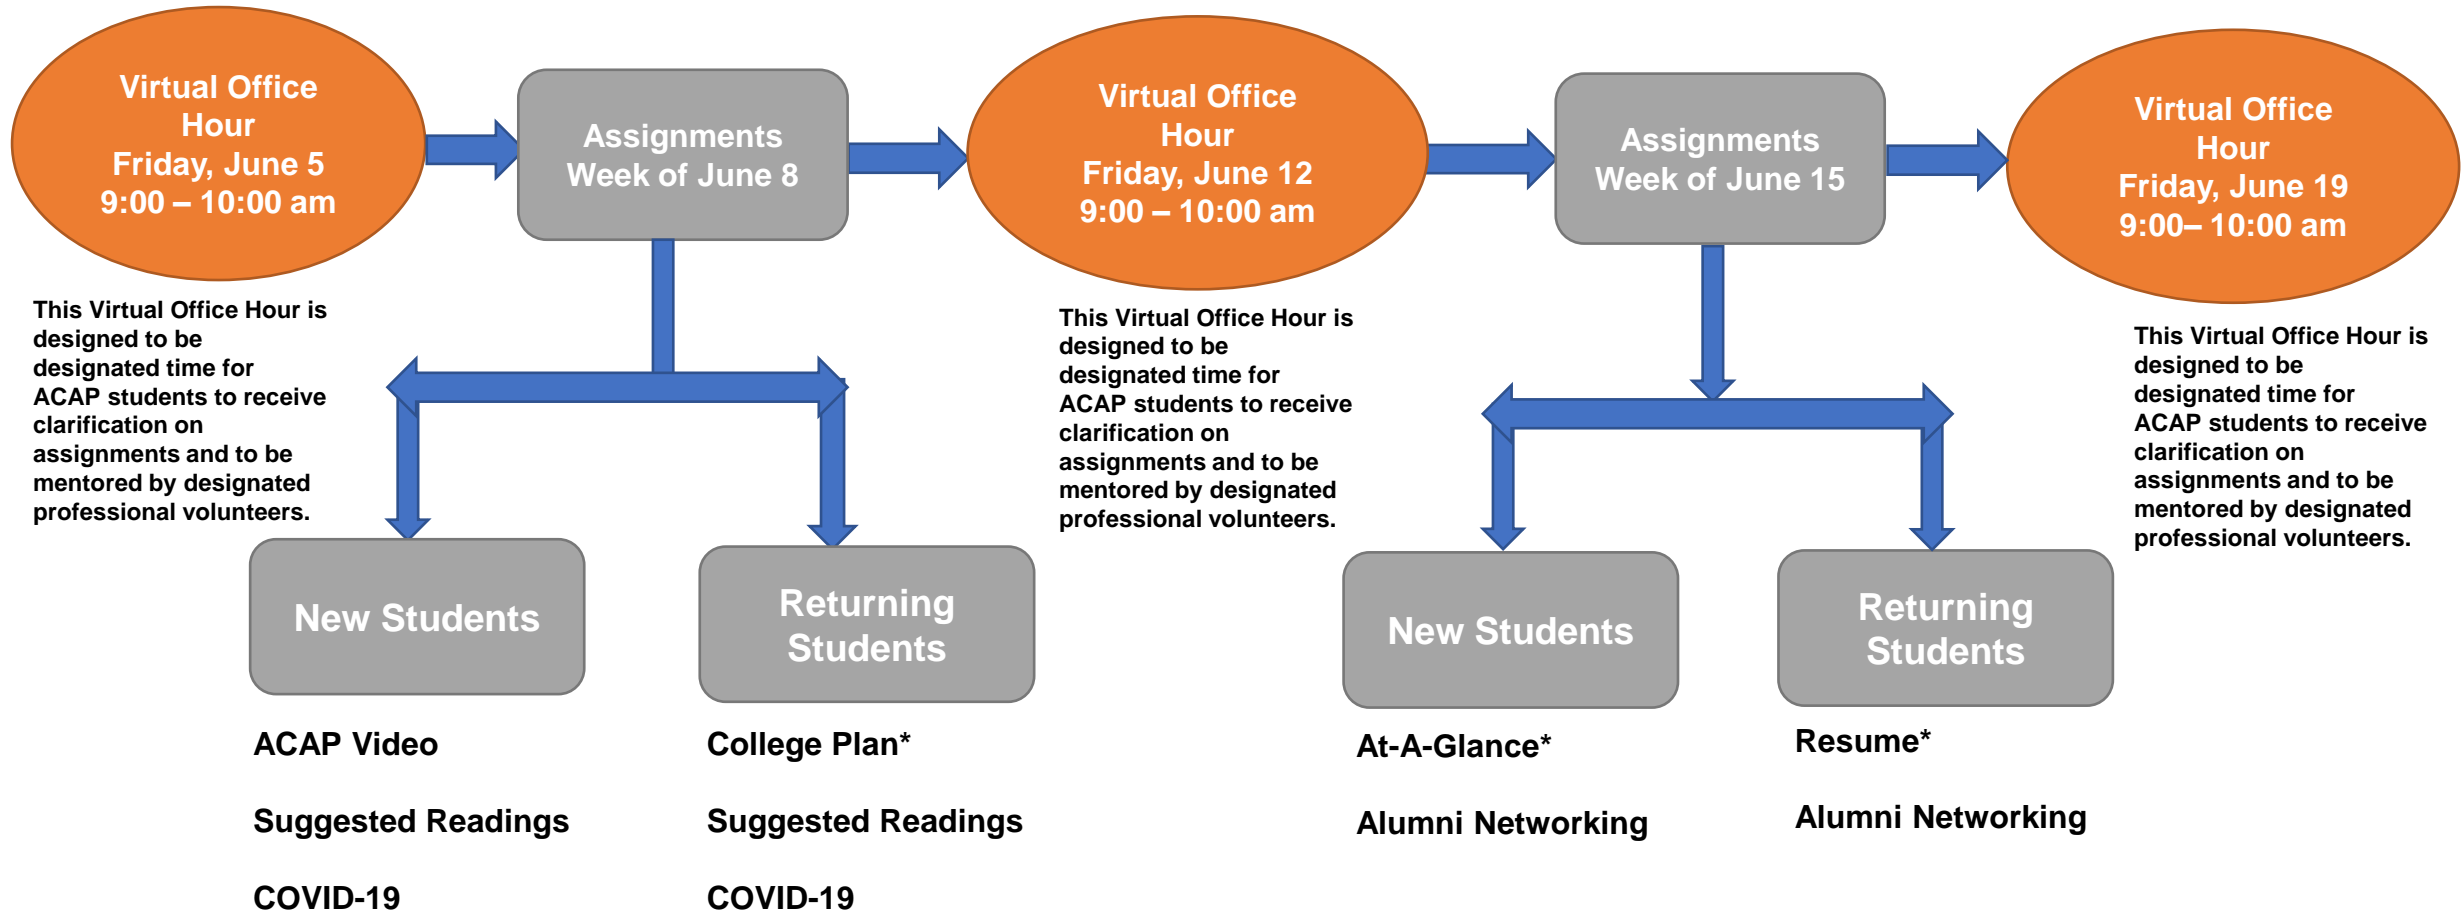 Virtual Office
Hour
Friday, June 5
9:00 – 10:00 am
Assignments
Week of June 8
Virtual Office
Hour
Friday, June 12
9:00 – 10:00 am
Assignments
Week of June 15
Virtual Office
Hour
Friday, June 19
9:00– 10:00 am
This Virtual Office Hour is
designed to be
designated time for
ACAP students to receive
clarification on
assignments and to be
mentored by designated
professional volunteers.
This Virtual Office Hour is
designed to be
designated time for
ACAP students to receive
clarification on
assignments and to be
mentored by designated
professional volunteers.
This Virtual Office Hour is
designed to be
designated time for
ACAP students to receive
clarification on
assignments and to be
mentored by designated
professional volunteers.
New Students
ACAP Video
Suggested Readings
COVID-19
Returning
Students
College Plan*
Suggested Readings
COVID-19
New Students
At-A-Glance*
Alumni Networking
Returning
Students
Resume*
Alumni Networking